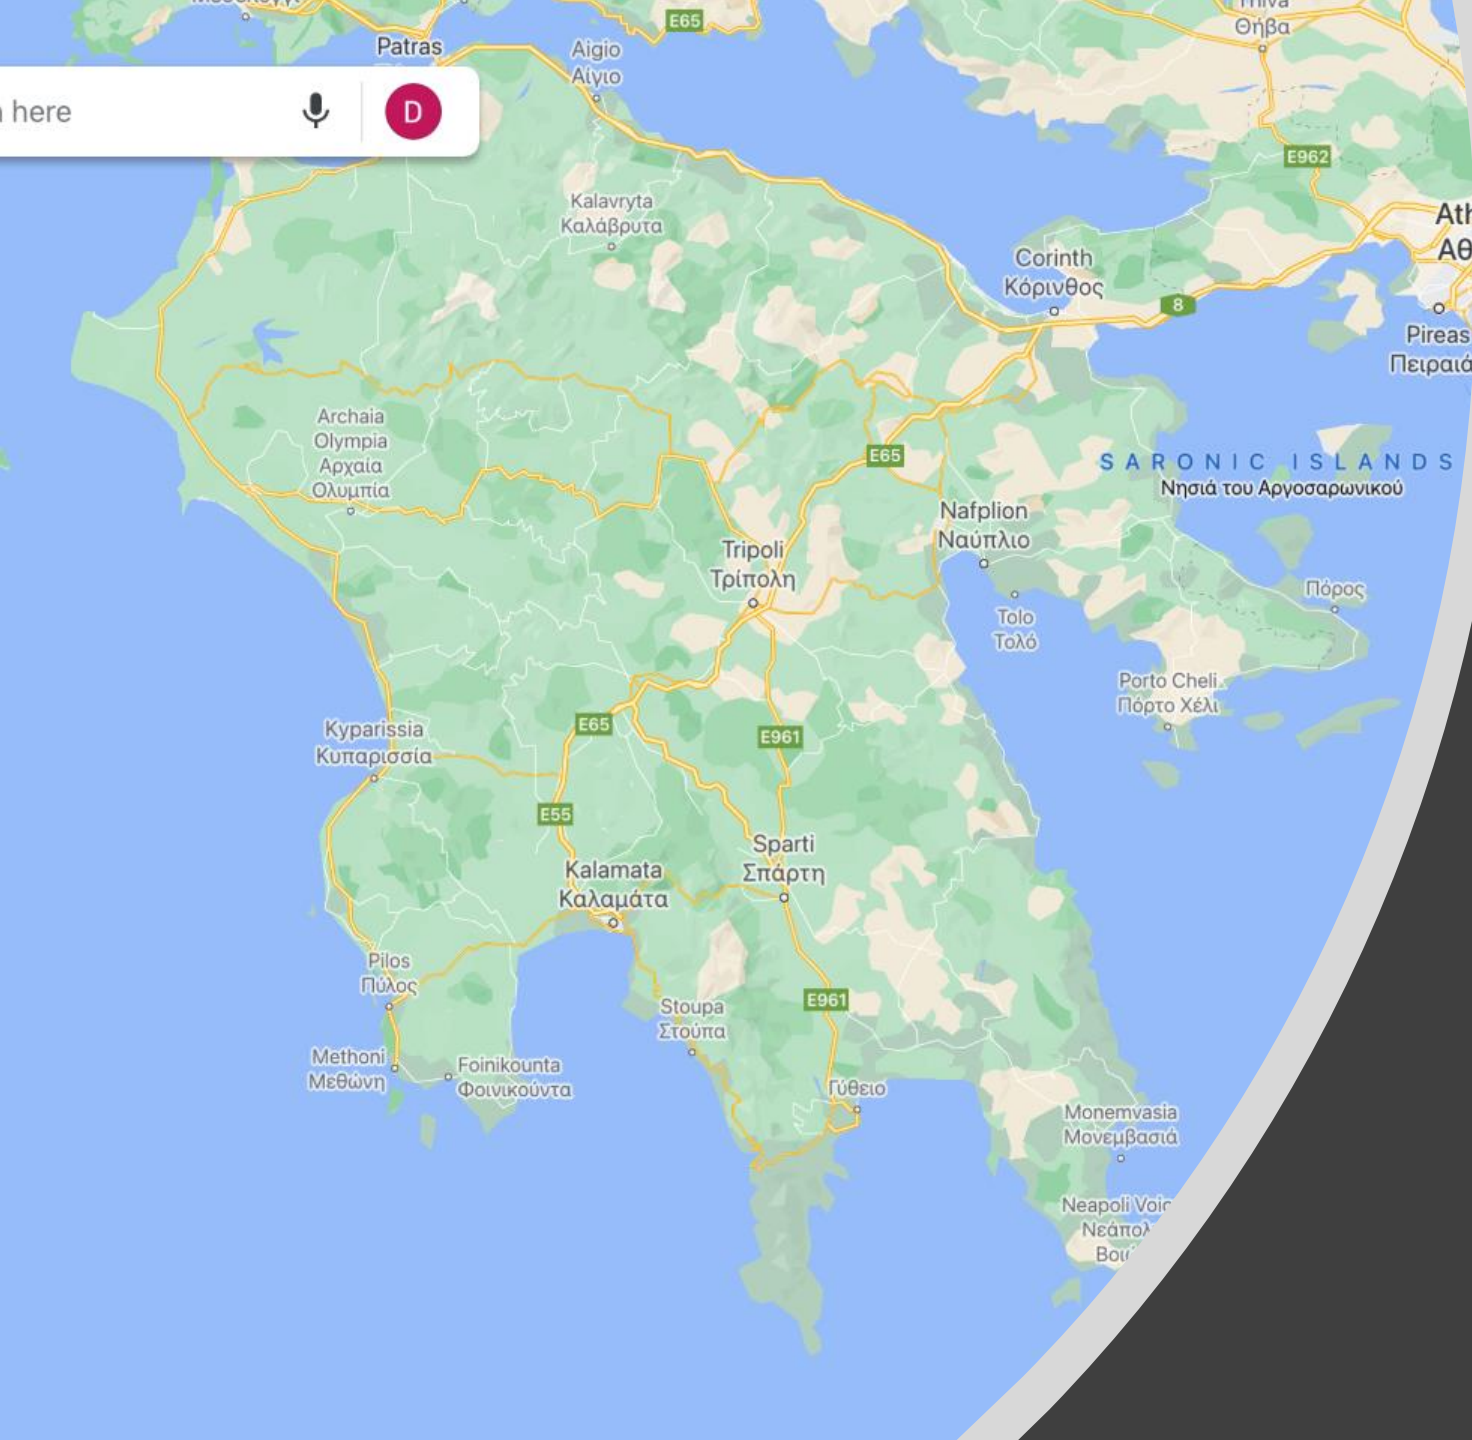 E65
Patras
Aigio
Αίγιο
Θήβα
here
D
E962
Kalavryta
Καλάβρυτα
Corinth
Κόρινθος
8
Pireas
Archaia
Olympia
Αρχαία
Ολυμπία
E65
SARONIC ISLANDS
Νησιά του Αργοσαρωνικού
Nafplion
Ναύπλιο
Tripoli
Τρίπολη
Πόρος
Tolo
Τολό
Porto Cheli
Πόρτο Χέλι
Kyparissia
Κυπαρισσία
E65
E961
E55
Sparti
Σπάρτη
Kalamata
Καλαμάτα
Pilos
Πύλος
E961
Stoupa
Στούπα
Methoni
Μεθώνη
Foinikounta
Φοινικούντα
Γύθειο
Monemvasia
Μονεμβασιά
Neapoli